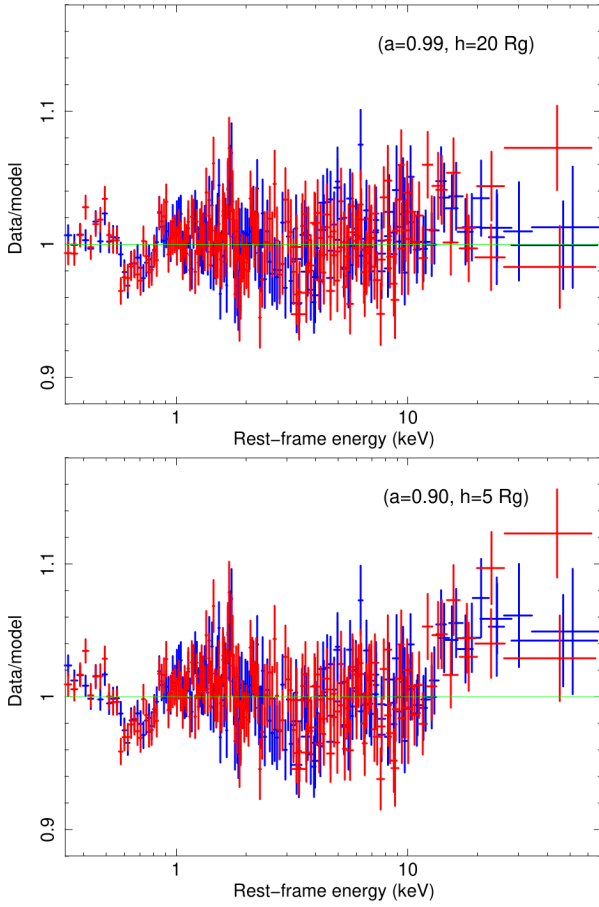 (a=0.99, h=20 Rg)
1.1
1
0.9
Data/model
1
10
Rest−frame energy (keV)
(a=0.90, h=5 Rg)
1.1
1
0.9
Data/model
1
10
Rest−frame energy (keV)